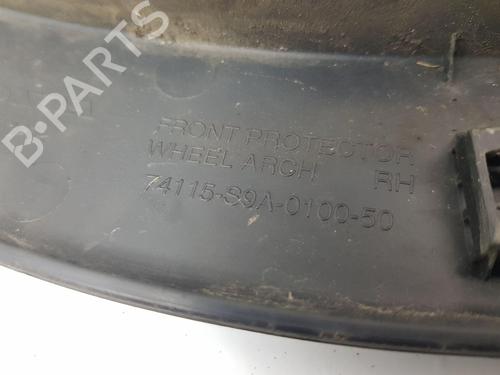 FRONT PROTECTOR
WHEEL ARCH RH
74115-S9A-0100-50
B-PARTS